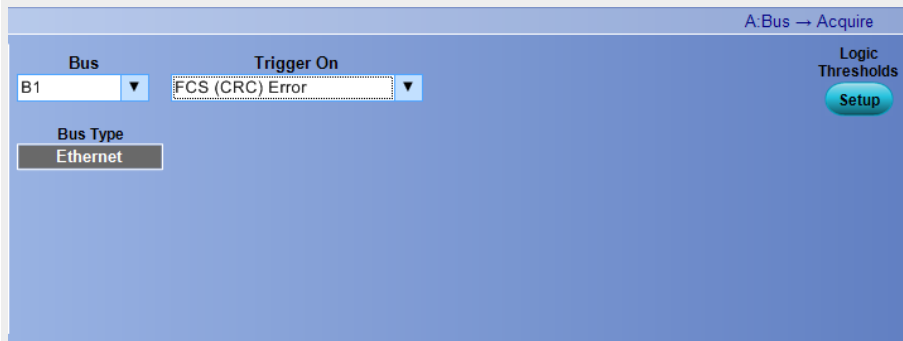 A:Bus → Acquire
Bus
Trigger On
Logic
Thresholds
B1
FCS (CRC) Error
Setup
Bus Type
Ethernet